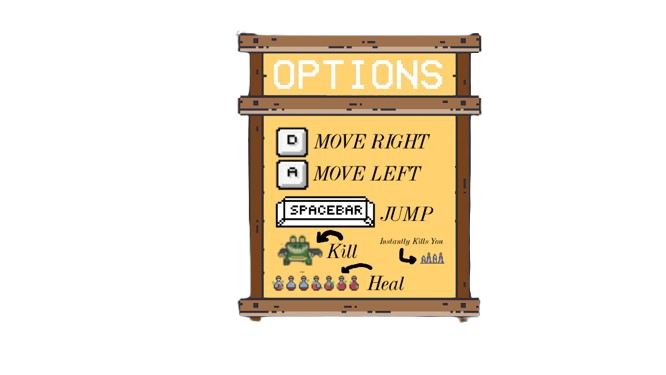 OPTIONS
D MOVE RIGHT
A MOVE LEFT
SPACEBAR JUMP
Instantly Kills You
Kill
Heal